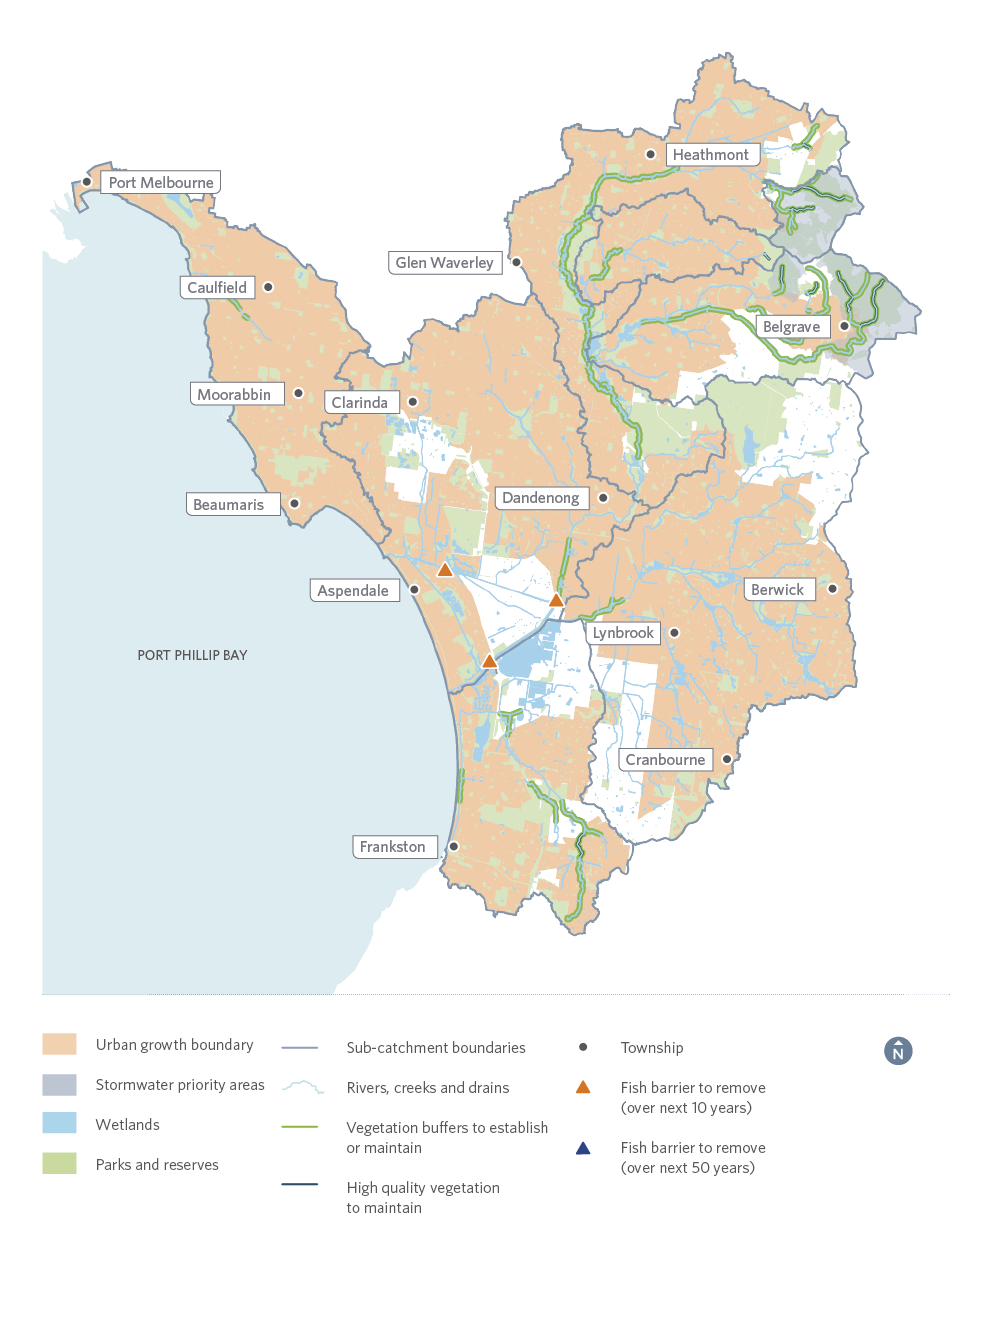 Heathmont
Port Melbourne
Glen Waverley
Caulfield
Belgrave
Moorabbin
Clarinda
Dandenong
Beaumaris
Aspendale
Berwick
Lynbrook
PORT PHILLIP BAY
Cranbourne
Frankston
Urban growth boundary
Stormwater priority areas
Wetlands
Parks and reserves
Sub-catchment boundaries
Rivers, creeks and drains
Vegetation buffers to establish
or maintain
High quality vegetation
to maintain
Township
Fish barrier to remove
(over next 10 years)
Fish barrier to remove
(over next 50 years)
N